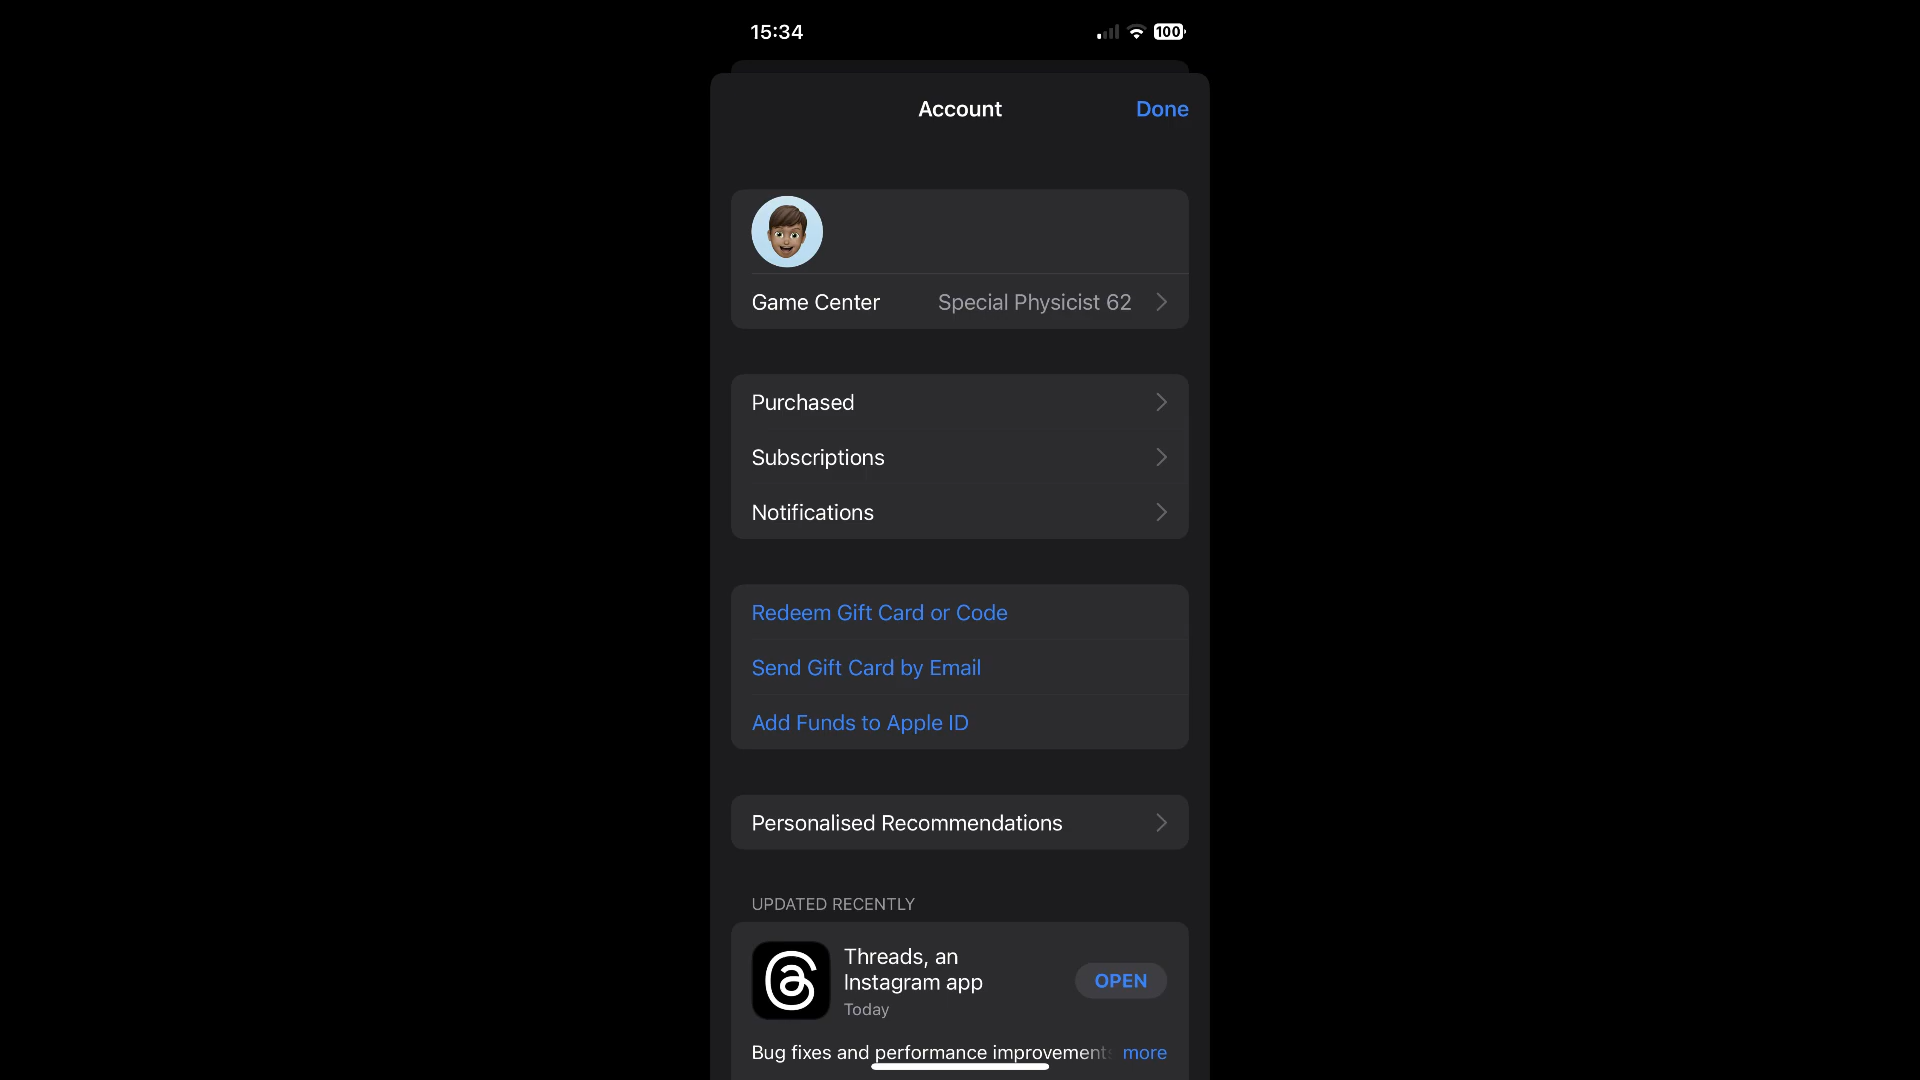 15:34
100
Account
Done
Game Center
Special Physicist 62
Purchased
Subscriptions
Notifications
Redeem Gift Card or Code
Send Gift Card by Email
Add Funds to Apple ID
Personalised Recommendations
UPDATED RECENTLY
Threads, an
Instagram app
OPEN
Today
Bug fixes and performance improvements more